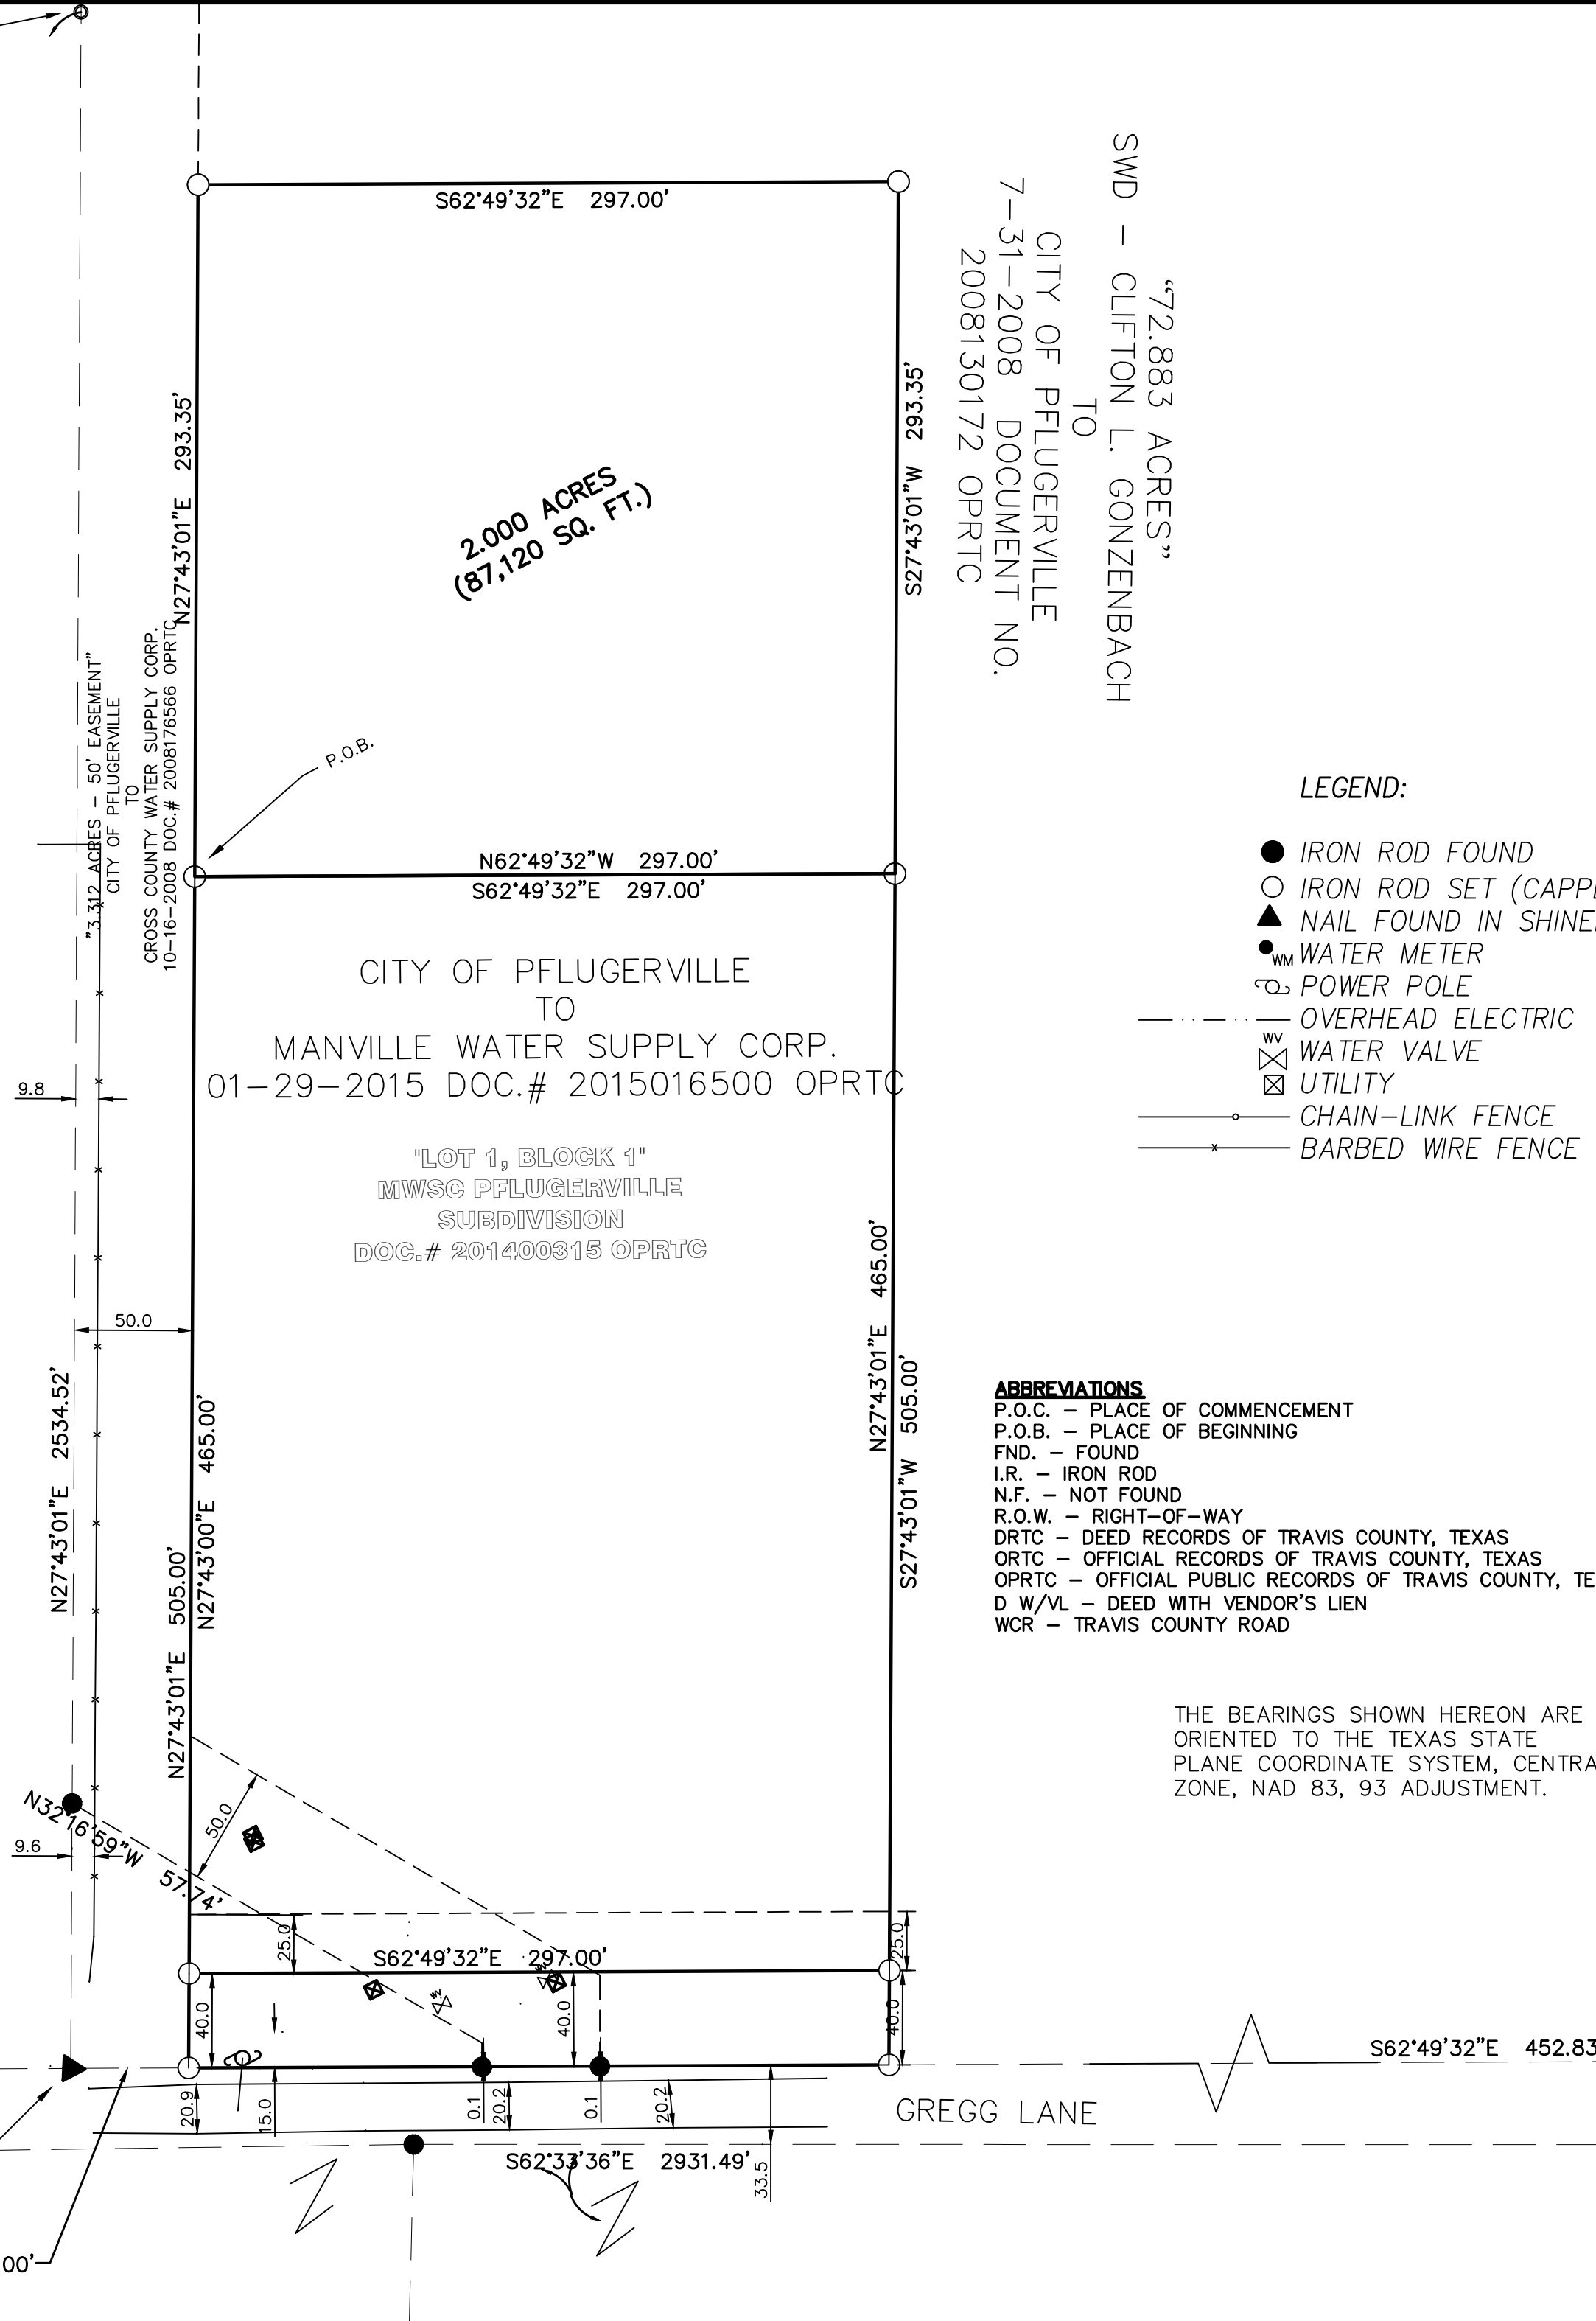 S62°49'32"E 297.00'
N27°43'01"E 293.35'
S27°43'01"W 293.35'
2.000 ACRES
(87,120 SQ. FT.)
"72.883 ACRES"
SWD - CLIFTON L. GONZENBACH
TO
CITY OF PFLUGERVILLE
7-31-2008 DOCUMENT NO.
2008130172 OPRTC
"3.312 ACRES - 50' EASEMENT"
CITY OF PFLUGERVILLE
TO
CROSS COUNTY WATER SUPPLY CORP.
10-16-2008 DOC.# 2008176566 OPRTC
P.O.B.
N62°49'32"W 297.00'
S62°49'32"E 297.00'
CITY OF PFLUGERVILLE
TO
MANVILLE WATER SUPPLY CORP.
01-29-2015 DOC.# 2015016500 OPRTC
"LOT 1, BLOCK 1"
MWSC PFLUGERVILLE
SUBDIVISION
DOC.# 201400315 OPRTC
LEGEND:
IRON ROD FOUND
IRON ROD SET (CAPP
NAIL FOUND IN SHINE
WM WATER METER
POWER POLE
OVERHEAD ELECTRIC
WV
WATER VALVE
UTILITY
CHAIN-LINK FENCE
BARBED WIRE FENCE
9.8
50.0
N27°43'01"E 2534.52'
N27°43'01"E 505.00'
N27°43'00"E 465.00'
N27°43'01"E 465.00'
S27°43'01"W 505.00'
ABBREVIATIONS
P.O.C. - PLACE OF COMMENCEMENT
P.O.B. - PLACE OF BEGINNING
FND. - FOUND
I.R. - IRON ROD
N.F. - NOT FOUND
R.O.W. - RIGHT-OF-WAY
DRTC - DEED RECORDS OF TRAVIS COUNTY, TEXAS
ORTC - OFFICIAL RECORDS OF TRAVIS COUNTY, TEXAS
OPRTC - OFFICIAL PUBLIC RECORDS OF TRAVIS COUNTY, TE
D W/VL - DEED WITH VENDOR'S LIEN
WCR - TRAVIS COUNTY ROAD
THE BEARINGS SHOWN HEREON ARE
ORIENTED TO THE TEXAS STATE
PLANE COORDINATE SYSTEM, CENTRA
ZONE, NAD 83, 93 ADJUSTMENT.
N32°16'59"W 57.74'
9.6
50.0
25.0
S62°49'32"E 297.00'
25.0
40.0
40.0
40.0
S62°49'32"E 452.83
20.9
15.0
0.1
20.2
0.1
20.2
GREGG LANE
S62°33'36"E 2931.49'
33.5
00'